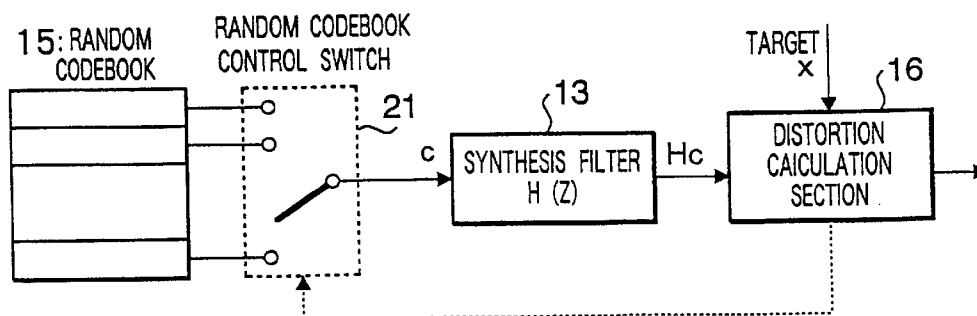 15: RANDOM
CODEBOOK
RANDOM CODEBOOK
CONTROL SWITCH
21
c
13
SYNTHESIS FILTER
H (Z)
Hc
TARGET
x
16
DISTORTION
CAICULATION
SECTION